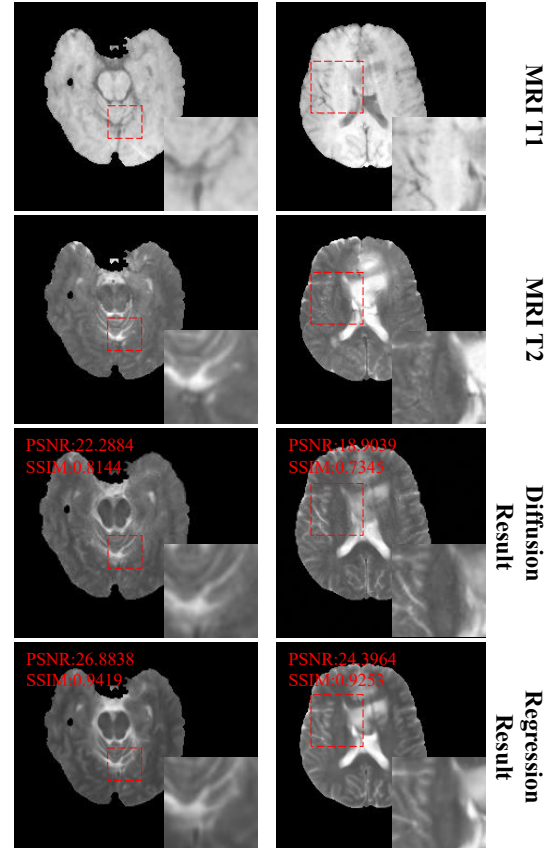 MRI T1
MRI T2
PSNR:22.2884
SSIM:0.8144
PSNR:18.9039
SSIM:0.7345
Diffusion
Result
PSNR:26.8838
SSIM:0.9419
PSNR:24.3964
SSIM:0.9253
Regression
Result